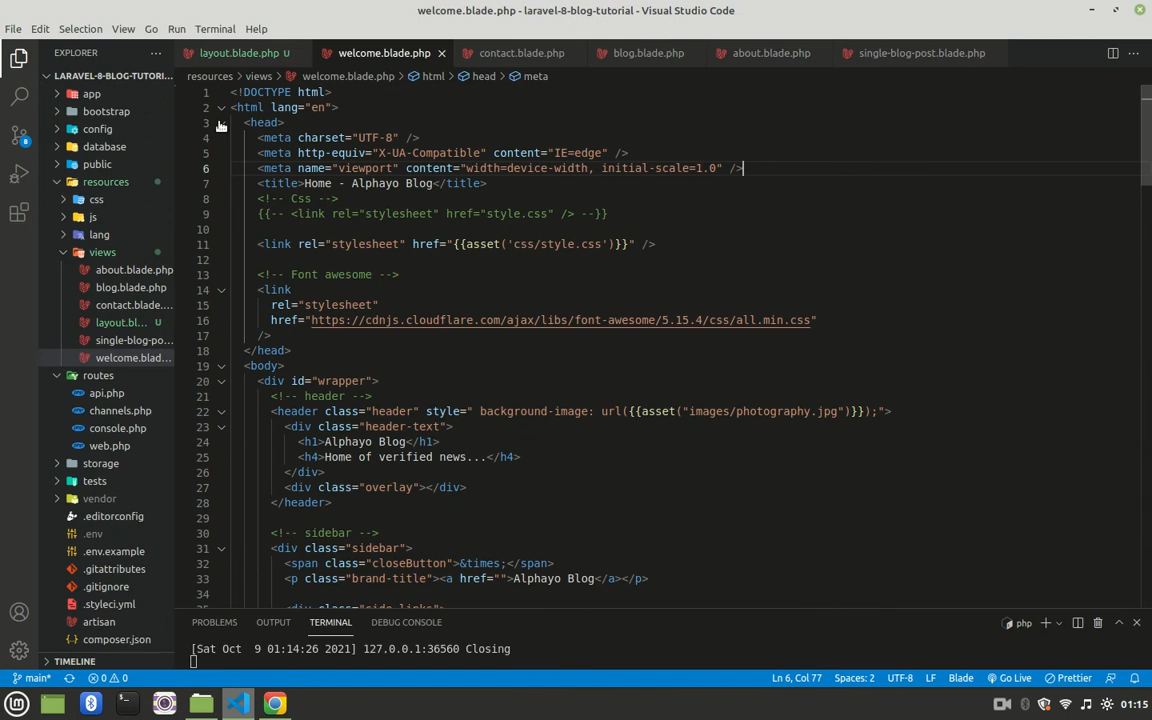 welcome.blade.php - laravel-8-blog-tutorial - Visual Studio Code
File Edit Selection View Go Run Terminal Help
EXPLORER
LARAVEL-8-BLOG-TUTORI...
app
bootstrap
config
database
public
resources
css
js
lang
views
about.blade.php
blog.blade.php
contact.blade....
layout.bl... U
single-blog-po...
welcome.blad...
routes
api.php
channels.php
console.php
web.php
storage
tests
vendor
.editorconfig
.env
.env.example
.gitattributes
.gitignore
.styleci.yml
artisan
composer.json
TIMELINE
layout.blade.php U welcome.blade.php contact.blade.php blog.blade.php about.blade.php single-blog-post.blade.php
resources > views > welcome.blade.php > html > head > meta
1 <!DOCTYPE html>
2 <html lang="en">
3 <head>
4 <meta charset="UTF-8" />
5 <meta http-equiv="X-UA-Compatible" content="IE=edge" />
6 <meta name="viewport" content="width=device-width, initial-scale=1.0" />
7 <title>Home - Alphayo Blog</title>
8 <!-- Css -->
9 {{-- <link rel="stylesheet" href="style.css" /> --}}
10
11 <link rel="stylesheet" href="{{asset('css/style.css')}}" />
12
13 <!-- Font awesome -->
14 <link
15 rel="stylesheet"
16 href="https://cdnjs.cloudflare.com/ajax/libs/font-awesome/5.15.4/css/all.min.css"
17 />
18 </head>
19 <body>
20 <div id="wrapper">
21 <!-- header -->
22 <header class="header" style=" background-image: url({{asset("images/photography.jpg")}});">
23 <div class="header-text">
24 <h1>Alphayo Blog</h1>
25 <h4>Home of verified news...</h4>
26 </div>
27 <div class="overlay"></div>
28 </header>
29
30 <!-- sidebar -->
31 <div class="sidebar">
32 <span class="closeButton">&times;</span>
33 <p class="brand-title"><a href="">Alphayo Blog</a></p>
34
<div class="side-links">
PROBLEMS OUTPUT TERMINAL DEBUG CONSOLE
php
[Sat Oct  9 01:14:26 2021] 127.0.0.1:36560 Closing
main* 0 0 Ln 6, Col 77 Spaces: 2 UTF-8 LF Blade Go Live Prettier
01:15